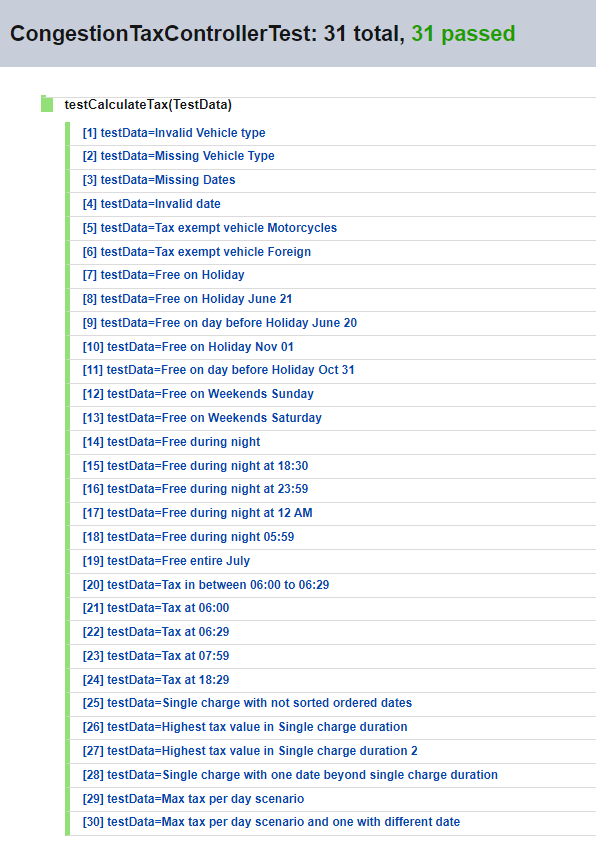 CongestionTaxControllerTest: 31 total, 31 passed
testCalculateTax(TestData)
[1] testData=Invalid Vehicle type
[2] testData=Missing Vehicle Type
[3] testData=Missing Dates
[4] testData=Invalid date
[5] testData=Tax exempt vehicle Motorcycles
[6] testData=Tax exempt vehicle Foreign
[7] testData=Free on Holiday
[8] testData=Free on Holiday June 21
[9] testData=Free on day before Holiday June 20
[10] testData=Free on Holiday Nov 01
[11] testData=Free on day before Holiday Oct 31
[12] testData=Free on Weekends Sunday
[13] testData=Free on Weekends Saturday
[14] testData=Free during night
[15] testData=Free during night at 18:30
[16] testData=Free during night at 23:59
[17] testData=Free during night at 12 AM
[18] testData=Free during night 05:59
[19] testData=Free entire July
[20] testData=Tax in between 06:00 to 06:29
[21] testData=Tax at 06:00
[22] testData=Tax at 06:29
[23] testData=Tax at 07:59
[24] testData=Tax at 18:29
[25] testData=Single charge with not sorted ordered dates
[26] testData=Highest tax value in Single charge duration
[27] testData=Highest tax value in Single charge duration 2
[28] testData=Single charge with one date beyond single charge duration
[29] testData=Max tax per day scenario
[30] testData=Max tax per day scenario and one with different date